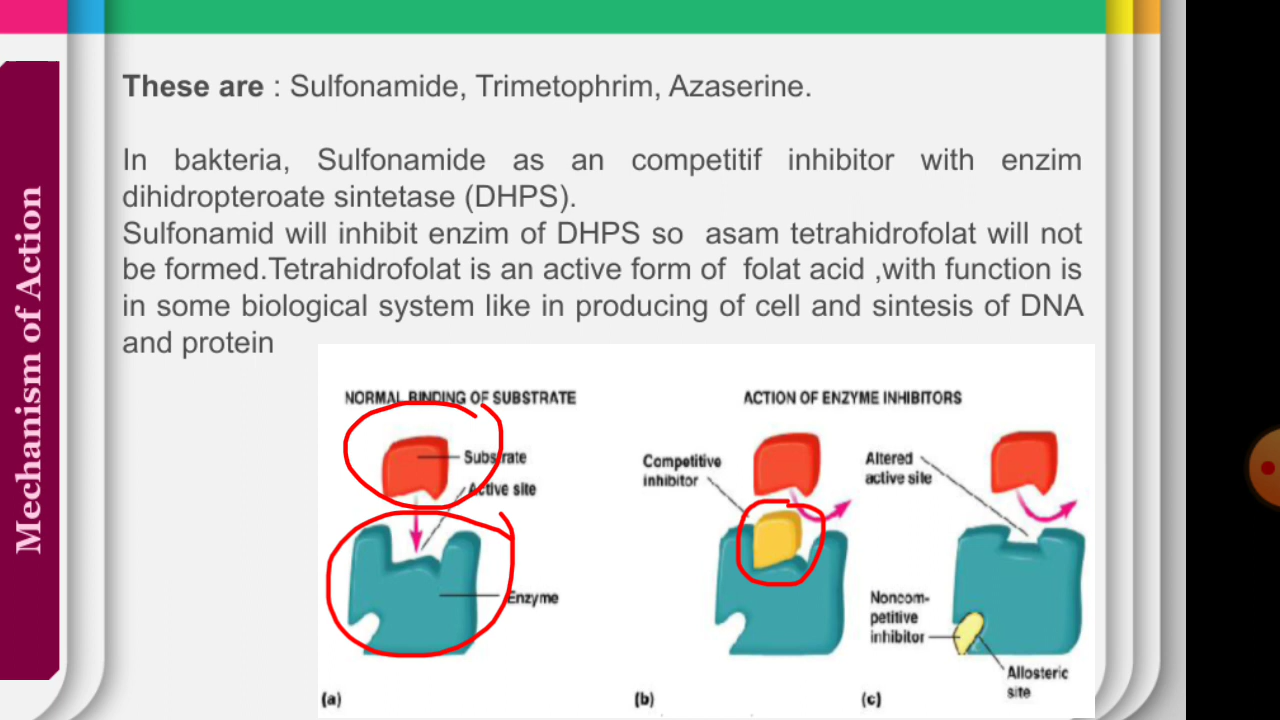 Mechanism of Action
These are : Sulfonamide, Trimetophrim, Azaserine.
In bakteria, Sulfonamide as an competitif inhibitor with enzim
dihidropteroate sintetase (DHPS).
Sulfonamid will inhibit enzim of DHPS so asam tetrahidrofolat will not
be formed.Tetrahidrofolat is an active form of folat acid ,with function is
in some biological system like in producing of cell and sintesis of DNA
and protein
NORMAL BINDING OF SUBSTRATE
Substrate
Active site
Enzyme
(a)
ACTION OF ENZYME INHIBITORS
Competitive
inhibitor
(b)
Altered
active site
Noncom-
petitive
inhibitor
Allosteric
site
(c)